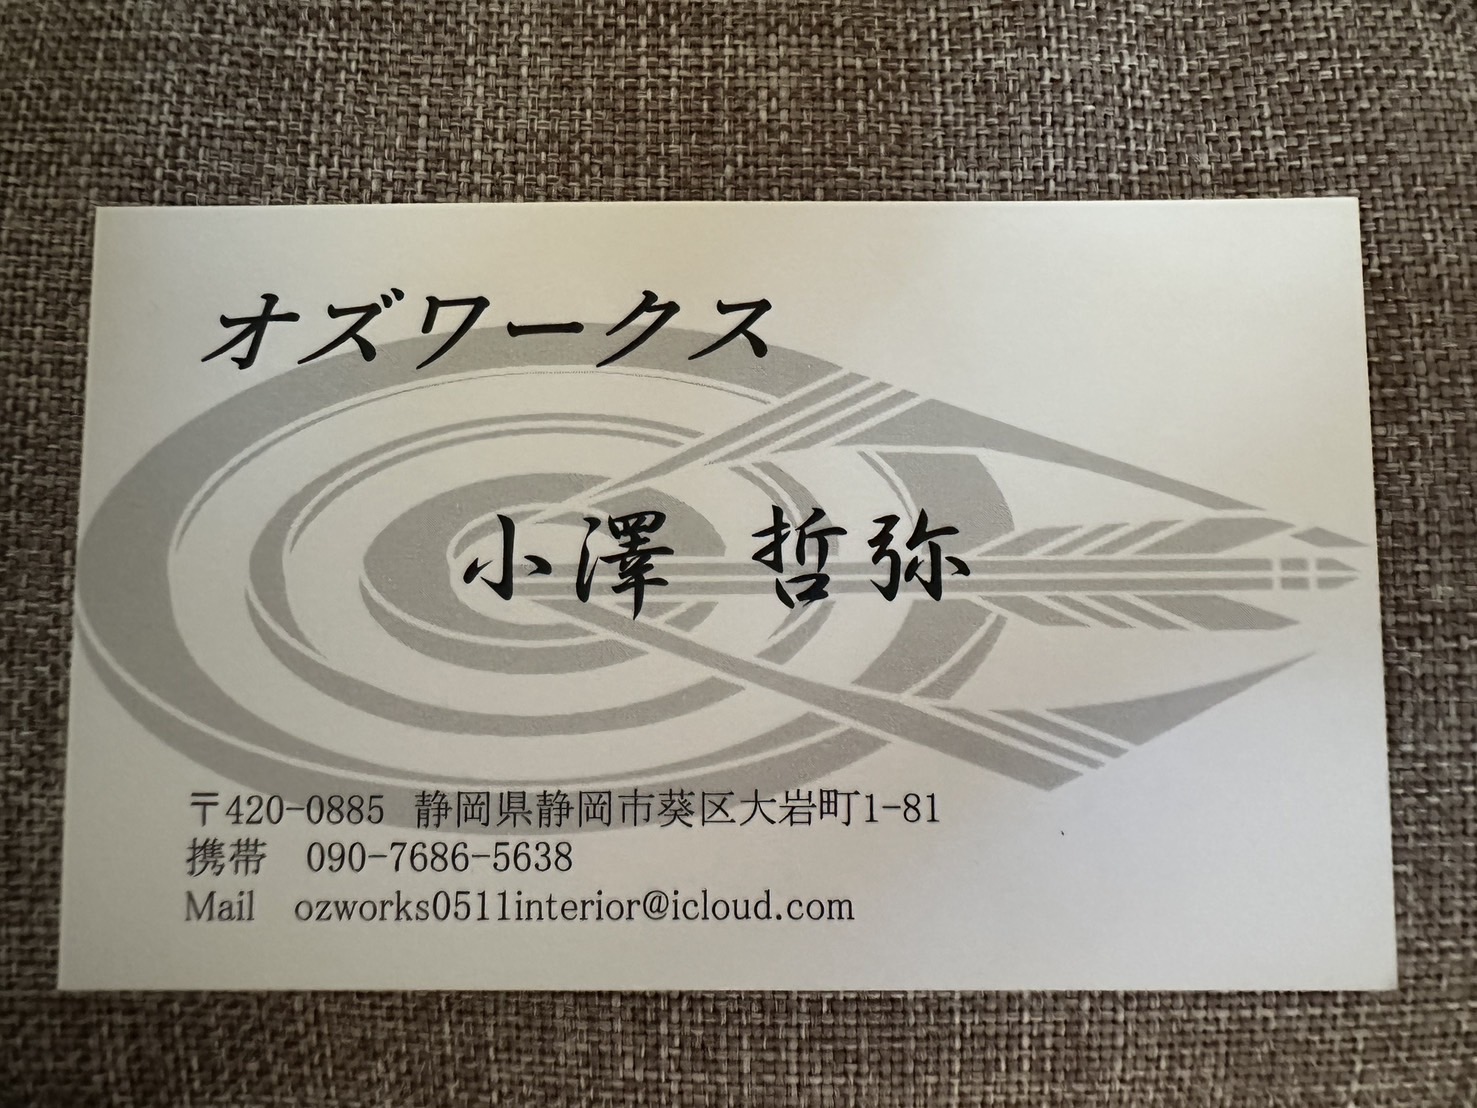 オズワークス
小澤 哲弥
〒420-0885 静岡県静岡市葵区大岩町1-81
携帯 090-7686-5638
Mail ozworks0511interior@icloud.com